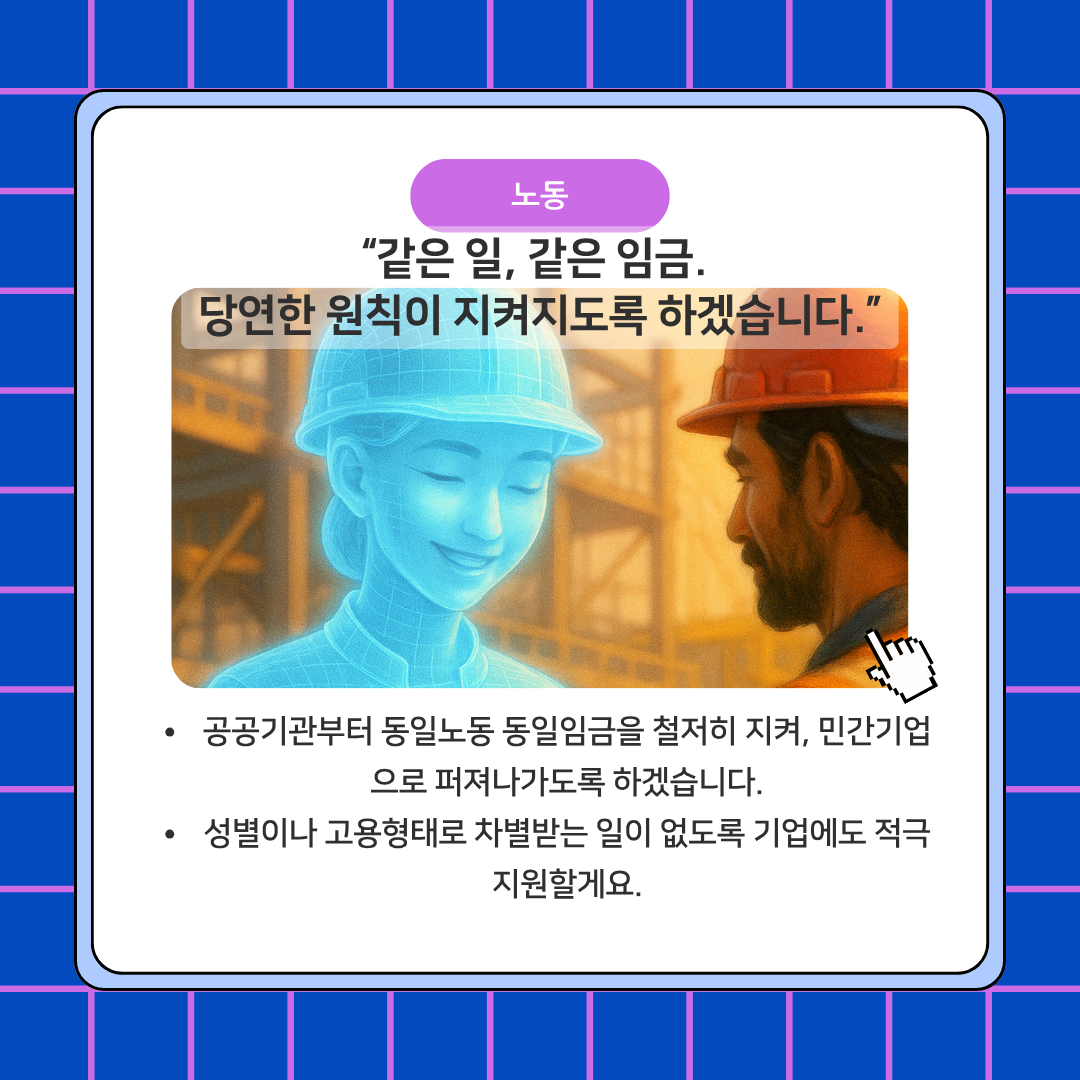 노동
“같은 일, 같은 임금.
당연한 원칙이 지켜지도록 하겠습니다.”
• 공공기관부터 동일노동 동일임금을 철저히 지켜, 민간기업
으로 퍼져나가도록 하겠습니다.
• 성별이나 고용형태로 차별받는 일이 없도록 기업에도 적극
지원할게요.